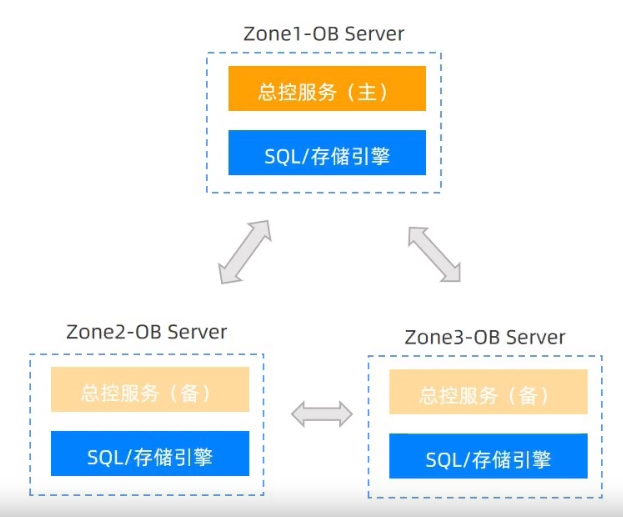 Zone1-OB Server
总控服务（主）
SQL/存储引擎
Zone2-OB Server
总控服务（备）
SQL/存储引擎
Zone3-OB Server
总控服务（备）
SQL/存储引擎